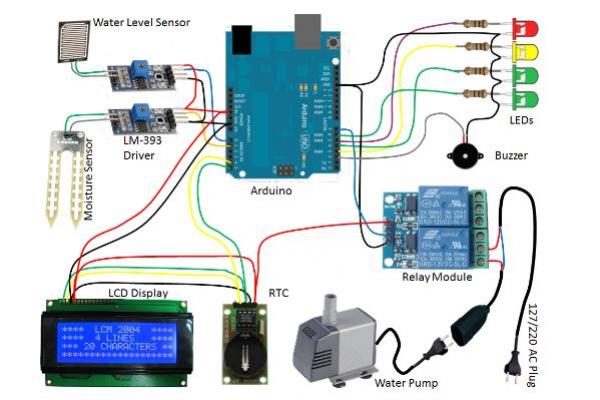 Water Level Sensor
LM-393
Driver
Moisture Sensor
Arduino
LEDs
Buzzer
Relay Module
LCD Display
RTC
LCM 2004
4 LINES
20 CHARACTERS
Water Pump
127/220 AC Plug